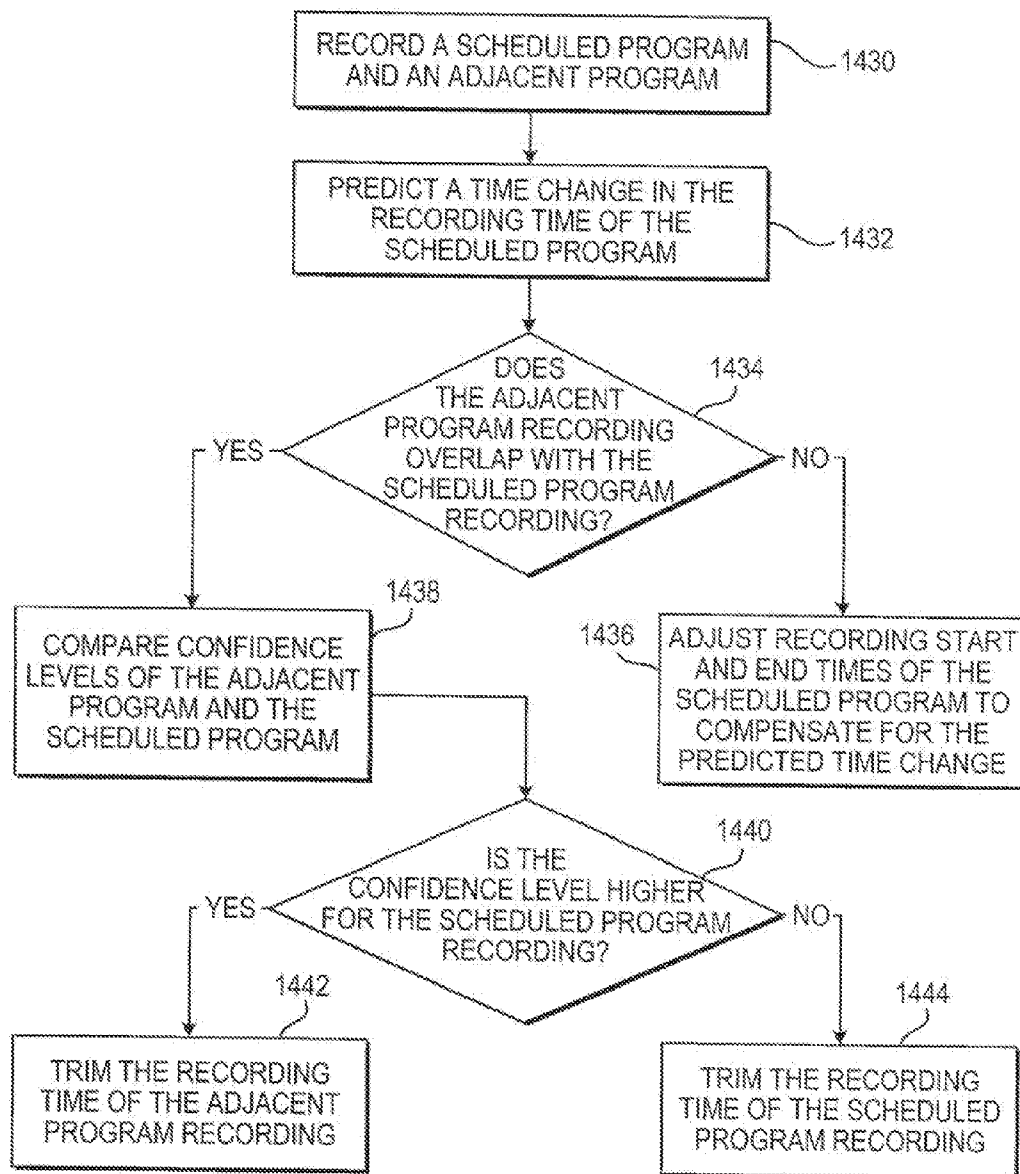 RECORD A SCHEDULED PROGRAM
AND AN ADJACENT PROGRAM
1430
PREDICT A TIME CHANGE IN THE
RECORDING TIME OF THE
SCHEDULED PROGRAM
1432
DOES
THE ADJACENT
PROGRAM RECORDING
OVERLAP WITH THE
SCHEDULED PROGRAM
RECORDING?
1434
YES
NO
1438
COMPARE CONFIDENCE
LEVELS OF THE ADJACENT
PROGRAM AND THE
SCHEDULED PROGRAM
1436
ADJUST RECORDING START
AND END TIMES OF THE
SCHEDULED PROGRAM TO
COMPENSATE FOR THE
PREDICTED TIME CHANGE
1440
IS THE
CONFIDENCE LEVEL HIGHER
FOR THE SCHEDULED PROGRAM
RECORDING?
YES
NO
1442
TRIM THE RECORDING
TIME OF THE ADJACENT
PROGRAM RECORDING
1444
TRIM THE RECORDING
TIME OF THE SCHEDULED
PROGRAM RECORDING